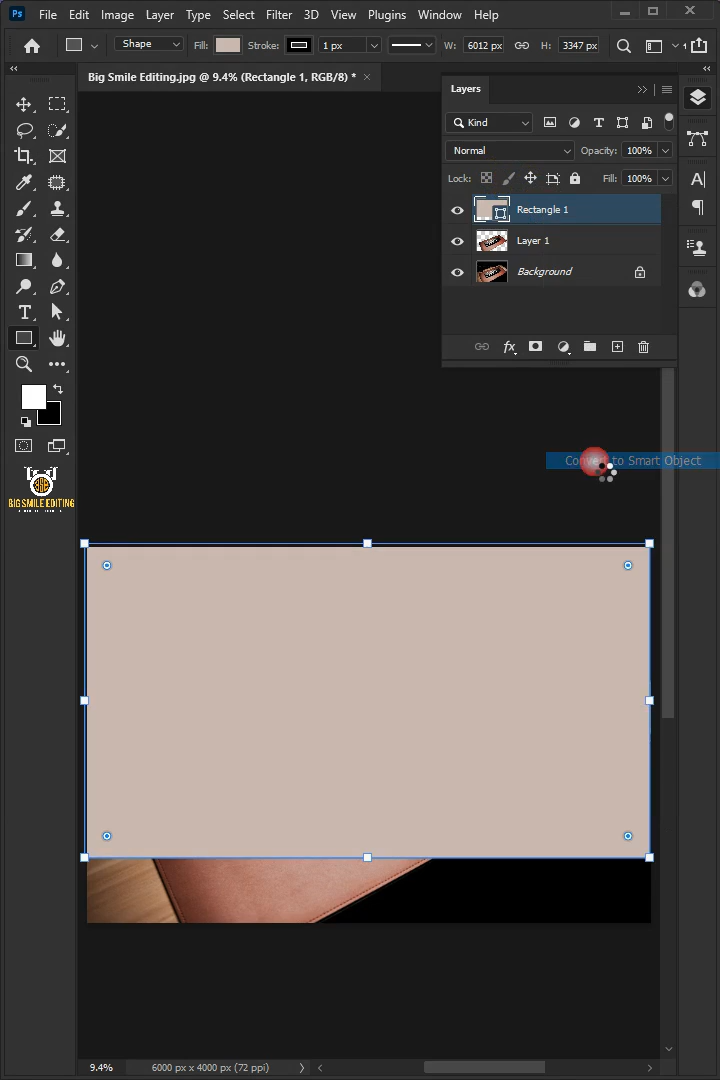 Ps File Edit Image Layer Type Select Filter 3D View Plugins Window Help
Shape Fill: Stroke: 1 px W: 6012 px H: 3347 px
Big Smile Editing.jpg @ 9.4% (Rectangle 1, RGB/8) * ×
Layers
Kind
Normal Opacity: 100%
Lock: Fill: 100%
Rectangle 1
Layer 1
Background
fx
Convert to Smart Object
BIG SMILE EDITING
9.4% 6000 px x 4000 px (72 ppi)